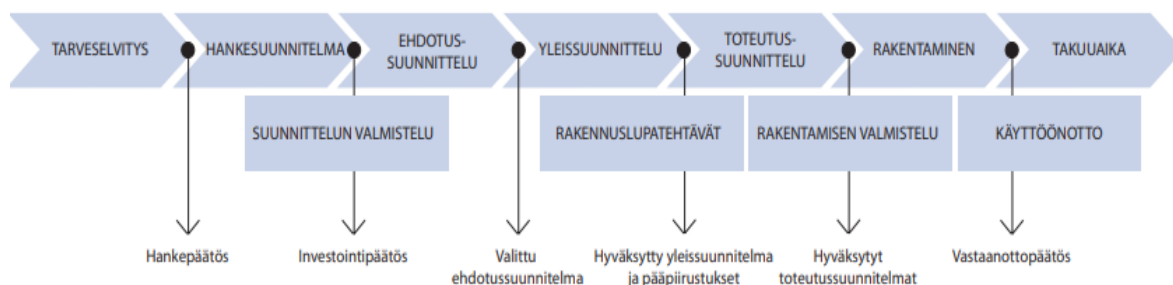 TARVESELVITYS
HANKESUUNNITELMA
EHDOTUS-
SUUNNITTELU
YLEISSUUNNITTELU
TOTEUTUS-
SUUNNITTELU
RAKENTAMINEN
TAKUUAIKA
SUUNNITTELUN VALMISTELU
RAKENNUSLUPATEHTÄVÄT
RAKENTAMISEN VALMISTELU
KÄYTTÖÖNOTTO
Hankepäätös
Investointipäätös
Valittu
ehdotussuunnitelma
Hyväksytty yleissuunnitelma
ja pääpiirustukset
Hyväksytyt
toteutussuunnitelmat
Vastaanottopäätös